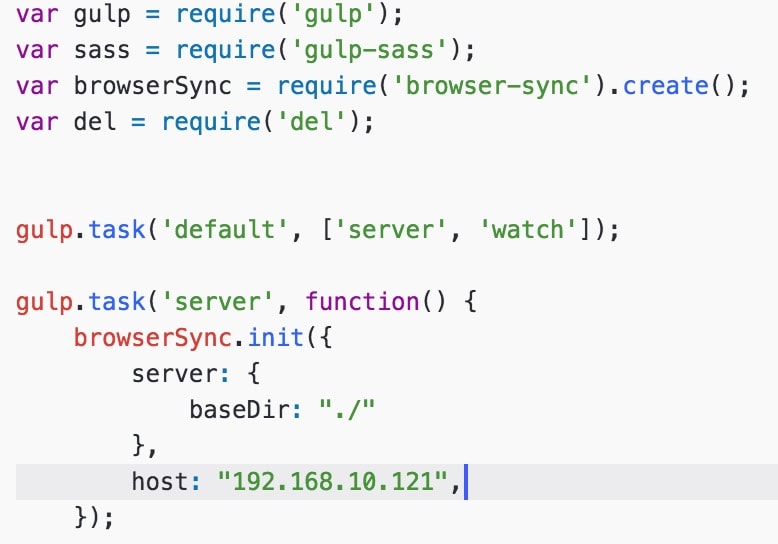 var gulp = require('gulp');
var sass = require('gulp-sass');
var browserSync = require('browser-sync').create();
var del = require('del');
gulp.task('default', ['server', 'watch']);
gulp.task('server', function() {
    browserSync.init({
        server: {
            baseDir: "./"
        },
        host: "192.168.10.121",
    });